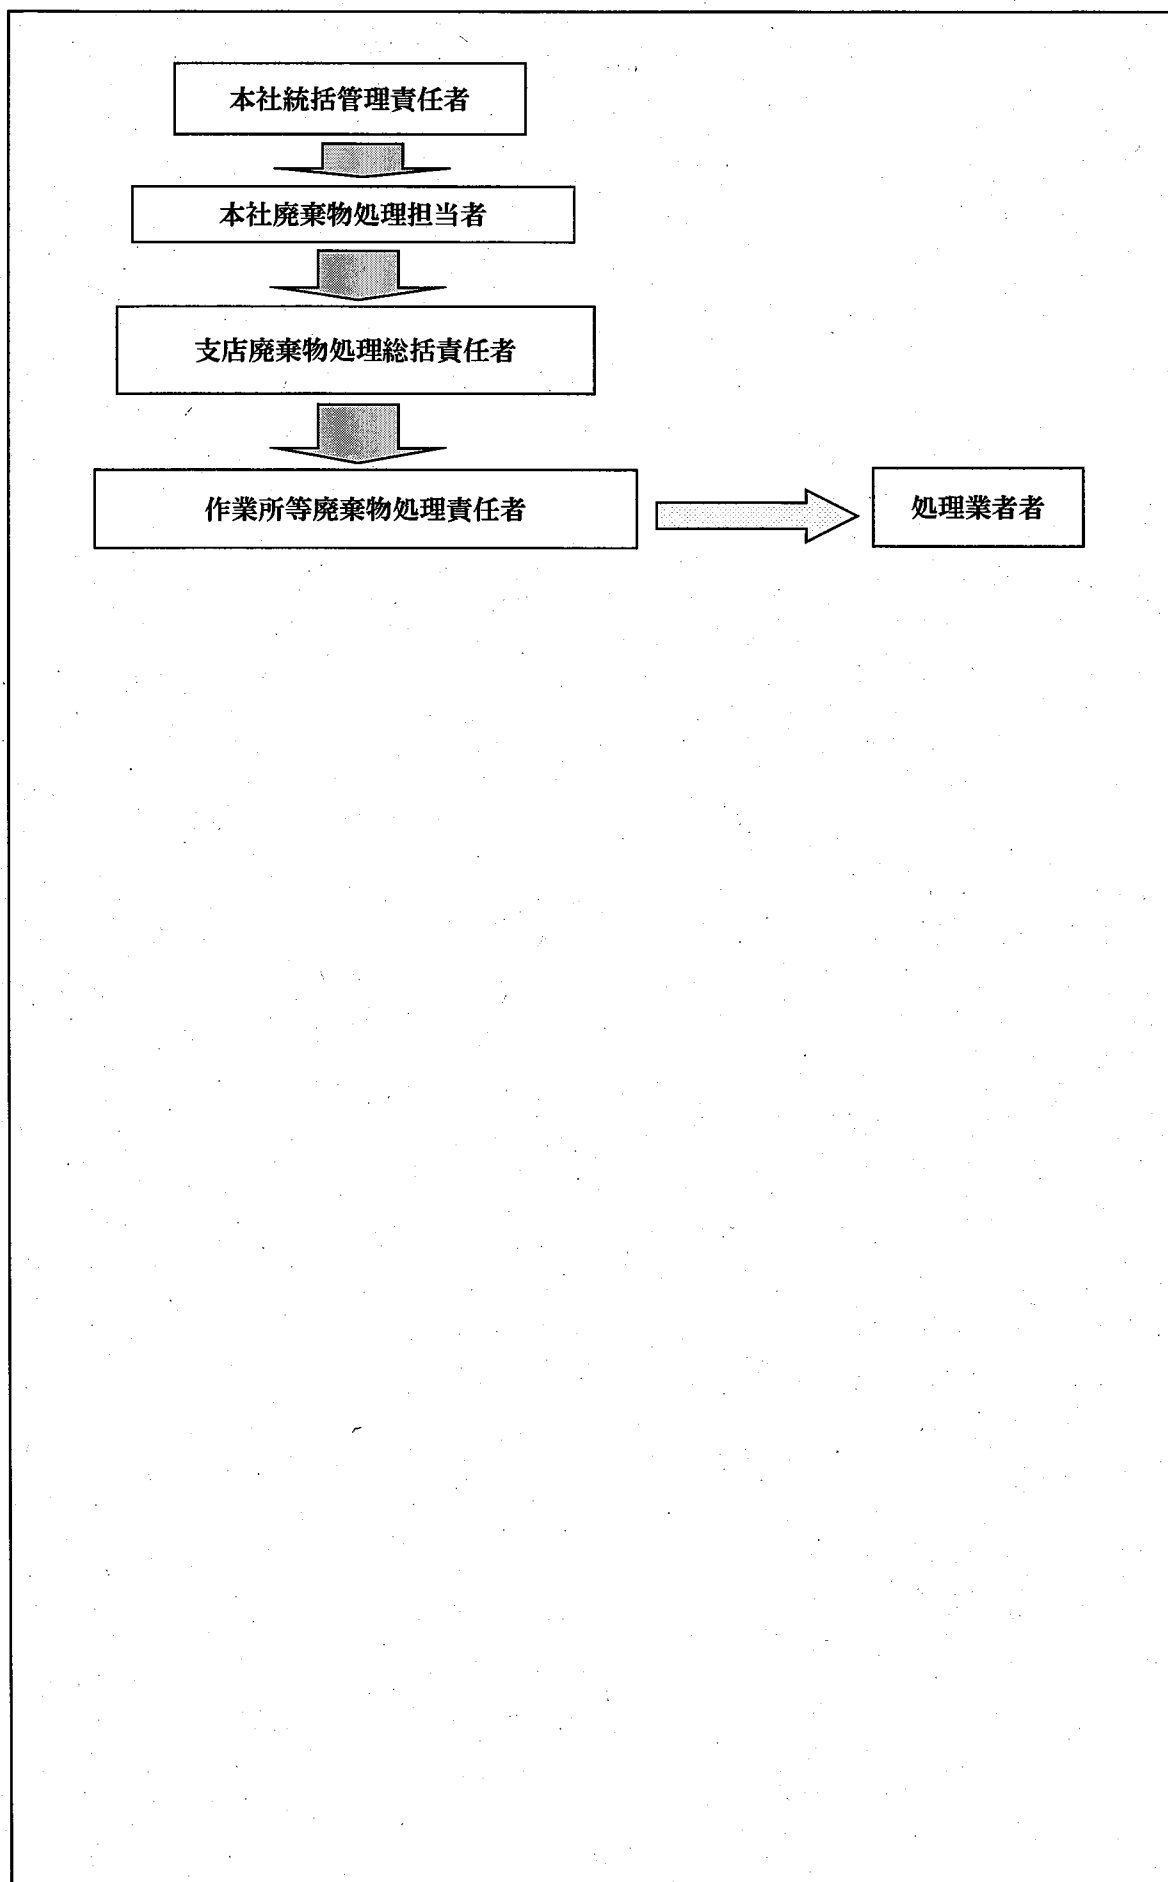 本社統括管理責任者
本社廃棄物処理担当者
支店廃棄物処理総括責任者
作業所等廃棄物処理責任者
処理業者者